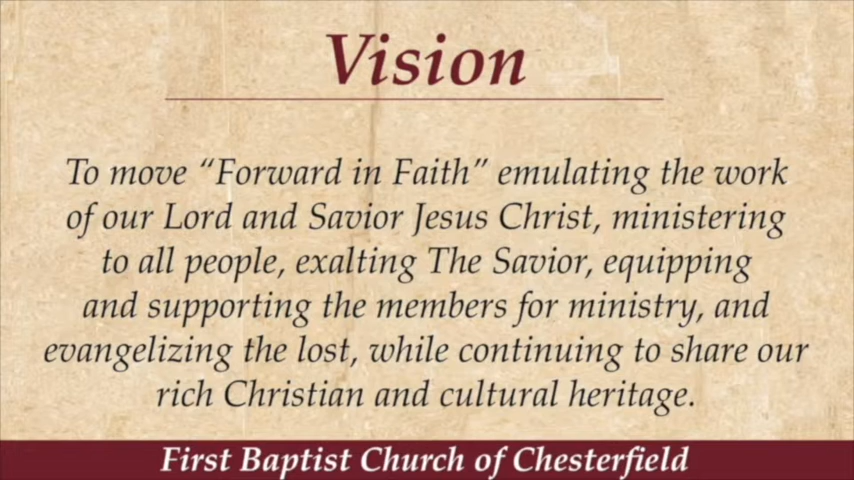 Vision
To move “Forward in Faith” emulating the work
of our Lord and Savior Jesus Christ, ministering
to all people, exalting The Savior, equipping
and supporting the members for ministry, and
evangelizing the lost, while continuing to share our
rich Christian and cultural heritage.
First Baptist Church of Chesterfield